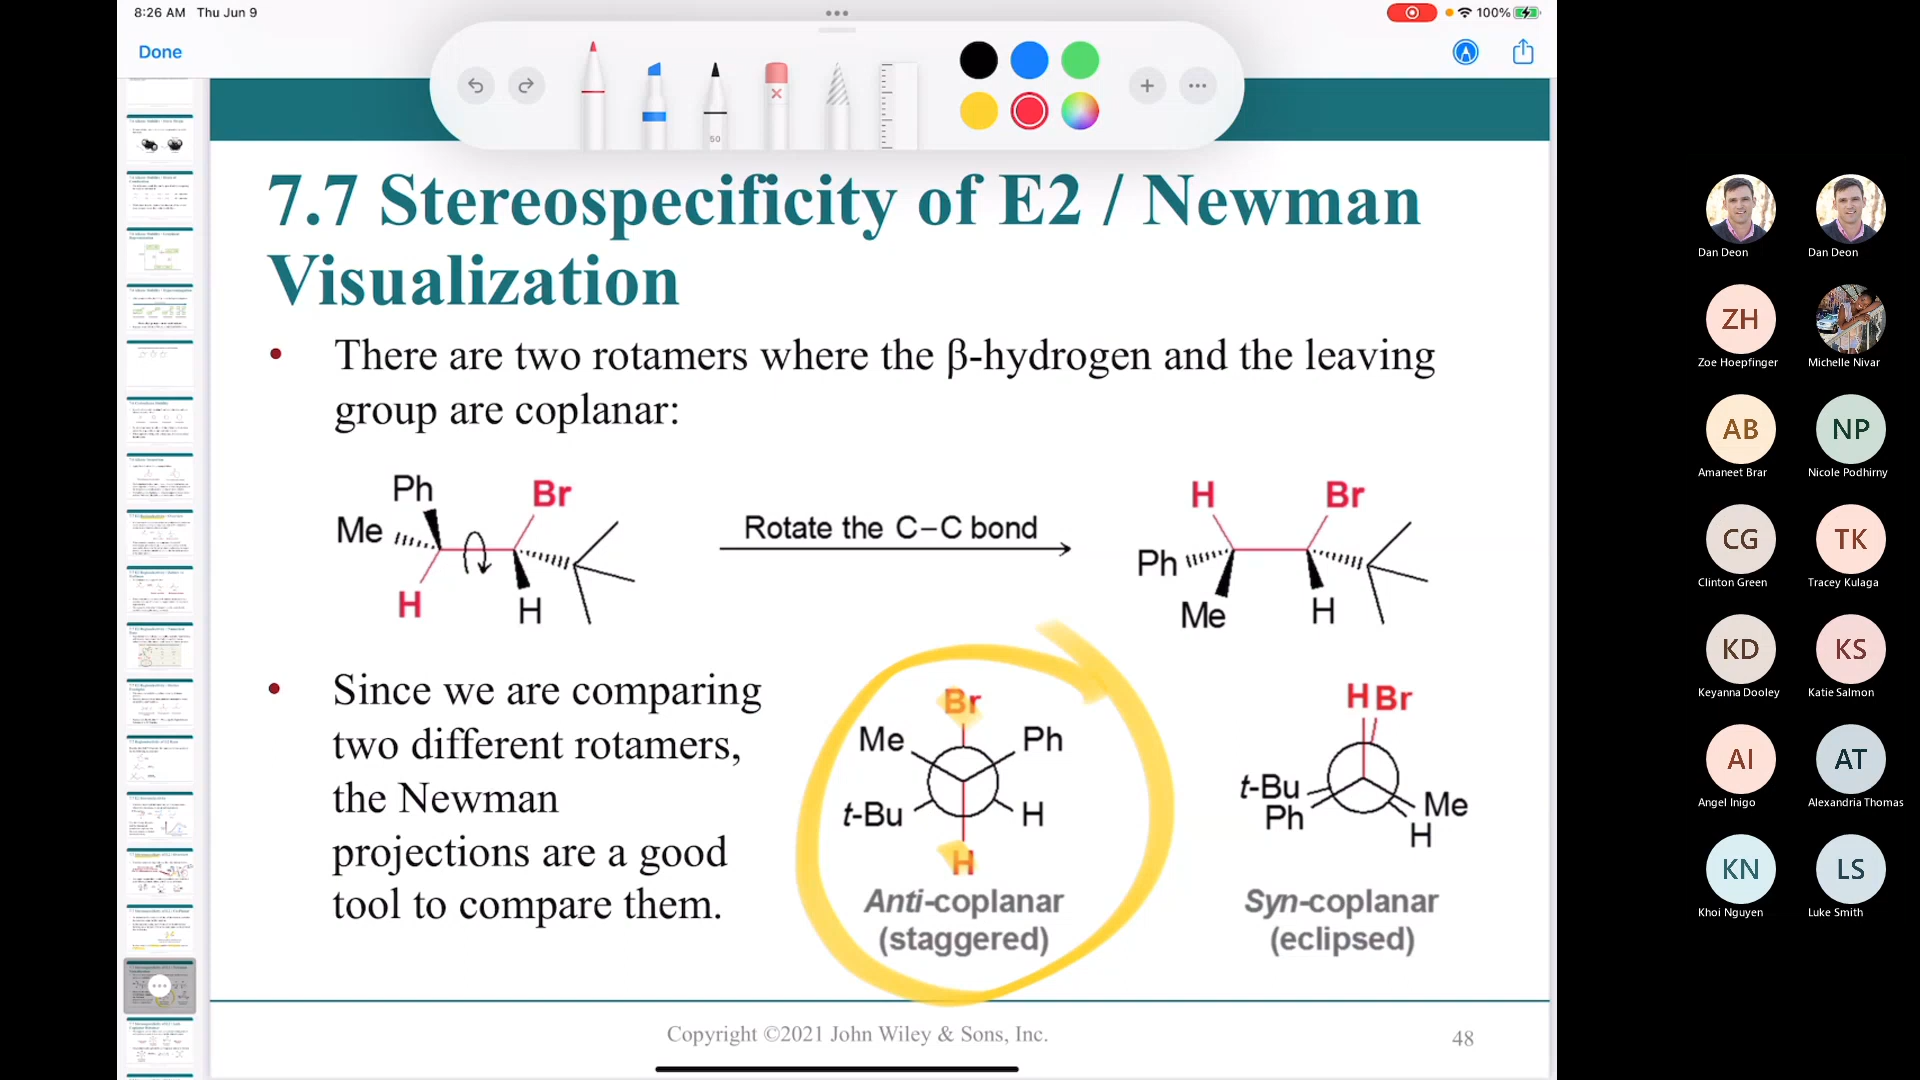 8:26 AM Thu Jun 9
100%
Done
50
7.7 Stereospecificity of E2 / Newman
Visualization
• There are two rotamers where the β-hydrogen and the leaving
group are coplanar:
Ph
Br
Me
H
H
Rotate the C–C bond
H
Br
Ph
Me
H
• Since we are comparing
two different rotamers,
the Newman
projections are a good
tool to compare them.
Br
Me
Ph
t-Bu
H
H
Anti-coplanar
(staggered)
H Br
t-Bu
Ph
Me
H
Syn-coplanar
(eclipsed)
Copyright ©2021 John Wiley & Sons, Inc.
48
Dan Deon
Dan Deon
ZH
Zoe Hoepfinger
Michelle Nivar
AB
Amaneet Brar
NP
Nicole Podhirny
CG
Clinton Green
TK
Tracey Kulaga
KD
Keyanna Dooley
KS
Katie Salmon
AI
Angel Inigo
AT
Alexandria Thomas
KN
Khoi Nguyen
LS
Luke Smith